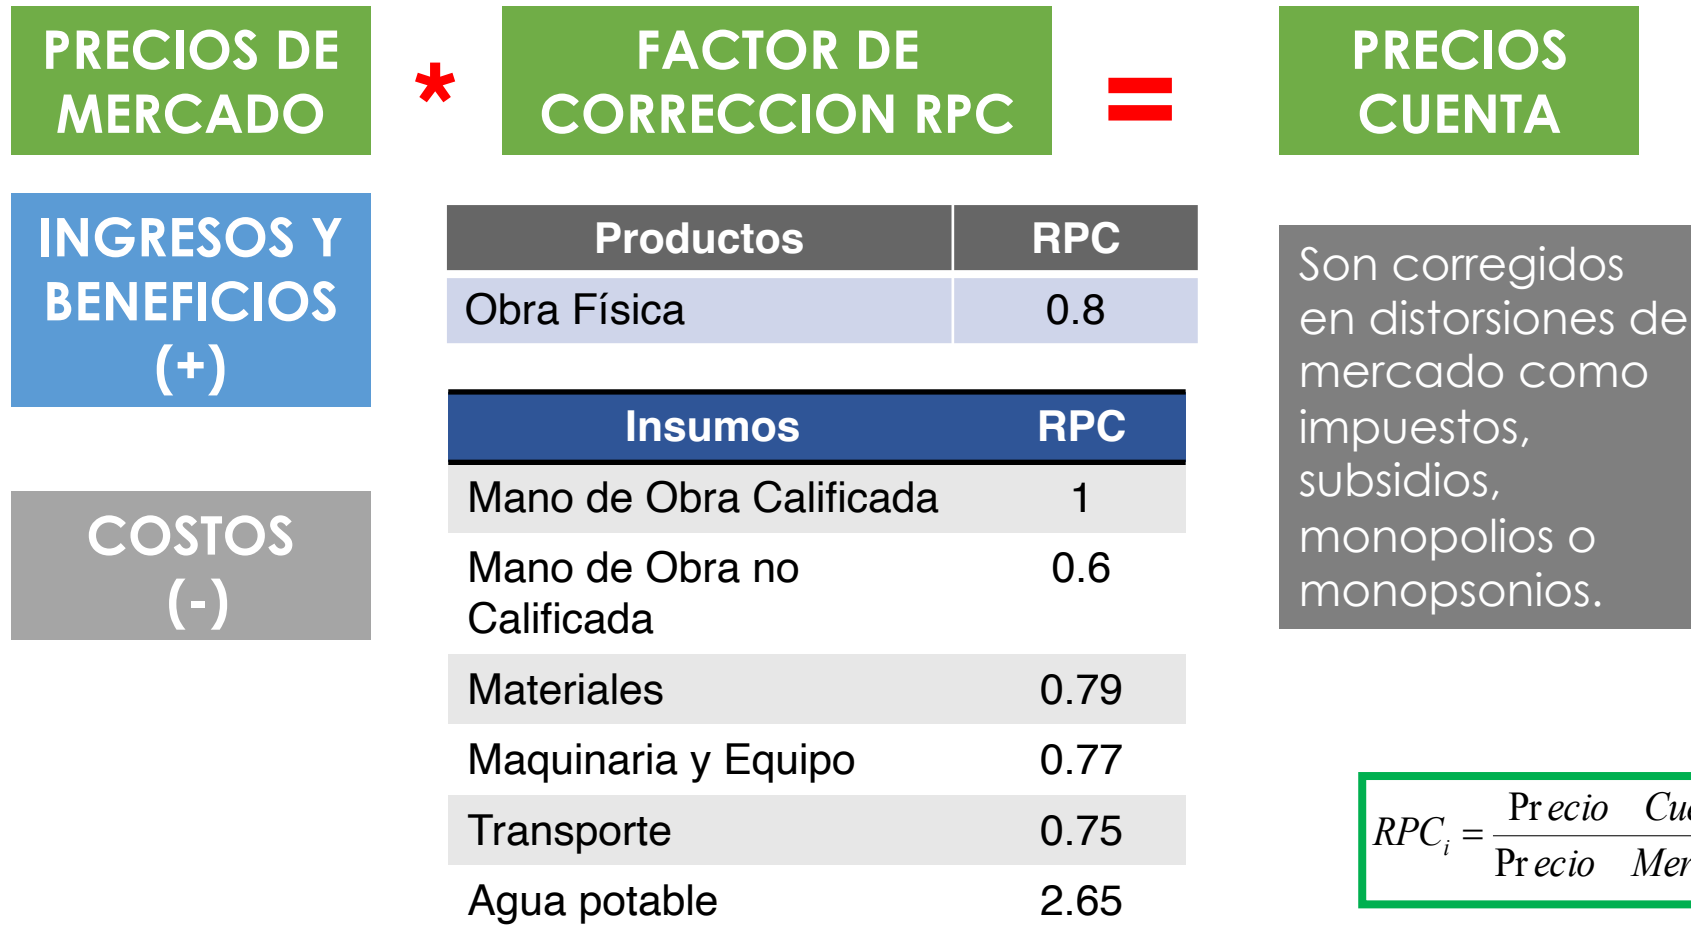 PRECIOS DE
MERCADO
*
FACTOR DE
CORRECCION RPC
=
PRECIOS
CUENTA
INGRESOS Y
BENEFICIOS
(+)
COSTOS
(-)
Productos RPC
Obra Física 0.8
Insumos RPC
Mano de Obra Calificada 1
Mano de Obra no 0.6
Calificada
Materiales 0.79
Maquinaria y Equipo 0.77
Transporte 0.75
Agua potable 2.65
Son corregidos
en distorsiones de
mercado como
impuestos,
subsidios,
monopolios o
monopsonios.
Precio
RPCi =
Precio